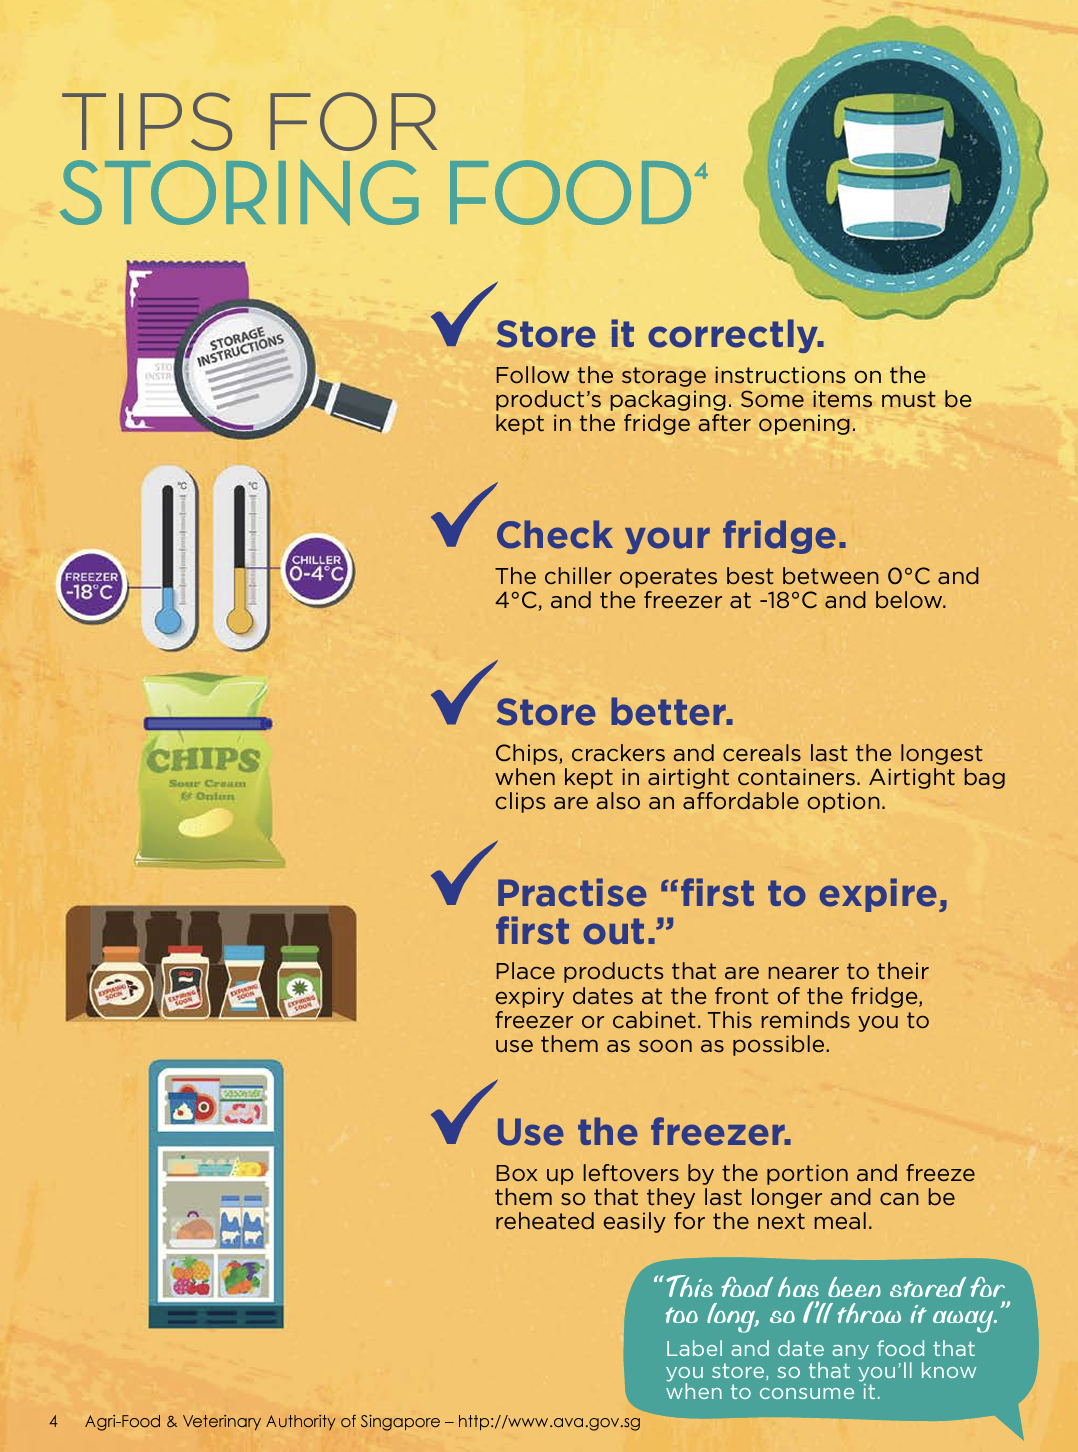 TIPS FOR
STORING FOOD⁴
STORAGE
INSTRUCTIONS
Store it correctly.
Follow the storage instructions on the
product’s packaging. Some items must be
kept in the fridge after opening.
°C
°C
FREEZER
-18°C
CHILLER
0-4°C
Check your fridge.
The chiller operates best between 0°C and
4°C, and the freezer at -18°C and below.
CHIPS
Sour Cream
& Onion
Store better.
Chips, crackers and cereals last the longest
when kept in airtight containers. Airtight bag
clips are also an affordable option.
EXPIRING
SOON
EXPIRING
SOON
EXPIRING
SOON
EXPIRING
SOON
Practise “first to expire,
first out.”
Place products that are nearer to their
expiry dates at the front of the fridge,
freezer or cabinet. This reminds you to
use them as soon as possible.
Use the freezer.
Box up leftovers by the portion and freeze
them so that they last longer and can be
reheated easily for the next meal.
“This food has been stored for
too long, so I’ll throw it away.”
Label and date any food that
you store, so that you’ll know
when to consume it.
4 Agri-Food & Veterinary Authority of Singapore – http://www.ava.gov.sg